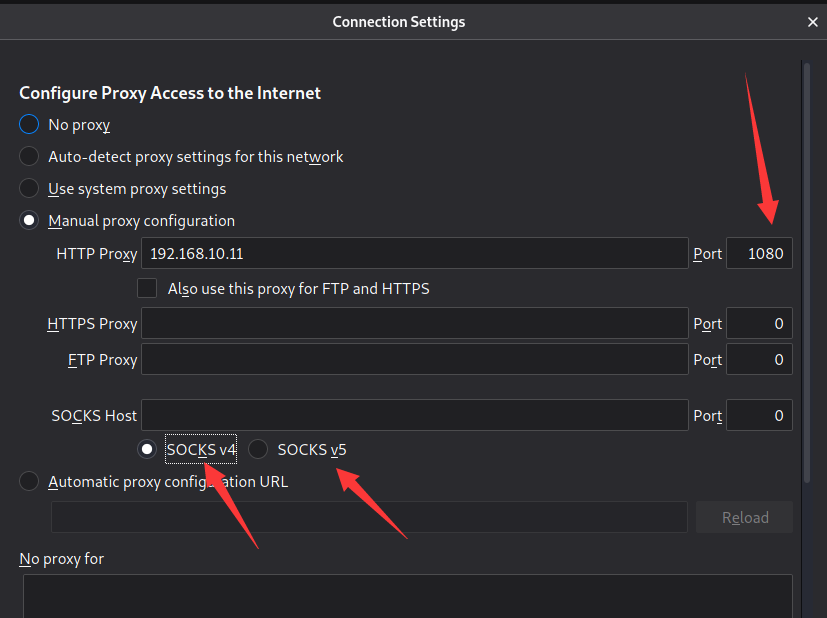 Connection Settings
Configure Proxy Access to the Internet
No proxy
Auto-detect proxy settings for this network
Use system proxy settings
Manual proxy configuration
HTTP Proxy 192.168.10.11 Port 1080
Also use this proxy for FTP and HTTPS
HTTPS Proxy Port 0
FTP Proxy Port 0
SOCKS Host Port 0
SOCKS v4 SOCKS v5
Automatic proxy configuration URL
Reload
No proxy for